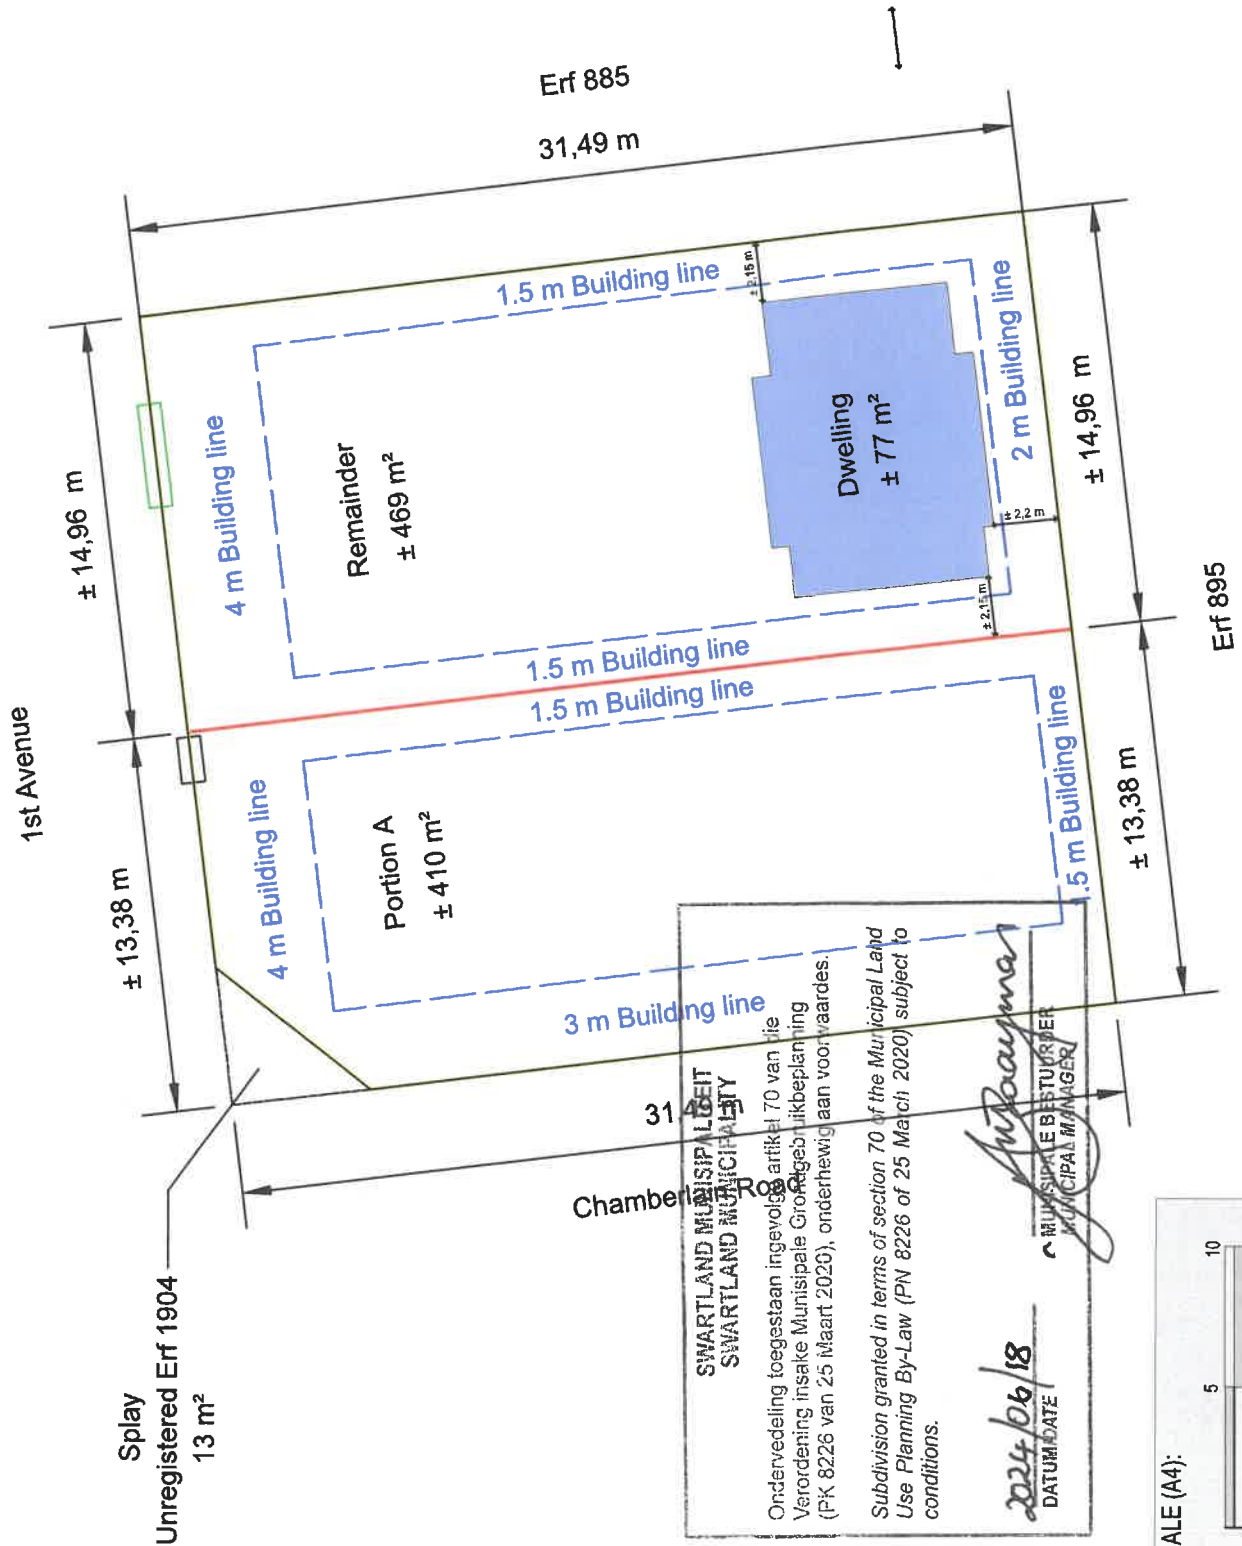 1st Avenue
± 13,38 m
± 14,96 m
Splay
Unregistered Erf 1904
13 m²
4 m Building line
4 m Building line
Portion A
± 410 m²
Remainder
± 469 m²
1.5 m Building line
1.5 m Building line
1.5 m Building line
3 m Building line
Erf 885
31,49 m
± 2,15 m
Dwelling
± 77 m²
± 2,15 m
± 2,2 m
2 m Building line
1.5 m Building line
± 13,38 m
± 14,96 m
Erf 895
Chamberlain Road
SWARTLAND MUNISIPALITEIT
SWARTLAND MUNICIPALITY
Ondervedeling toegestaan ingevolge artikel 70 van die
Verordening insake Munisipale Grondgebruikbeplanning
(PK 8226 van 25 Maart 2020), onderhewig aan voorwaardes.
Subdivision granted in terms of section 70 of the Municipal Land
Use Planning By-Law (PN 8226 of 25 March 2020) subject to
conditions.
2024/06/18
DATUM/DATE
MUNISIPALE BESTUURDER
MUNICIPAL MANAGER
ALE (A4):
5
10